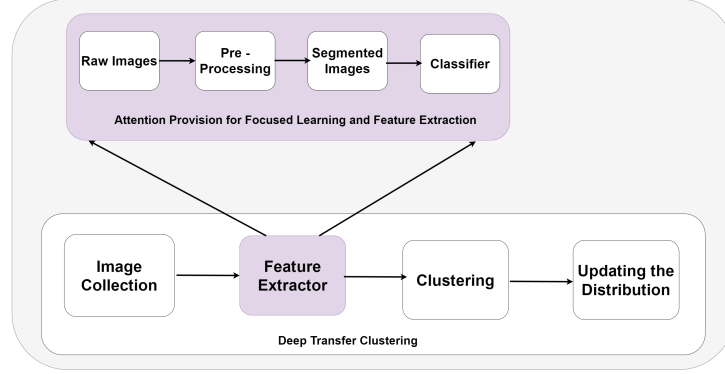 Raw Images
Pre -
Processing
Segmented
Images
Classifier
Attention Provision for Focused Learning and Feature Extraction
Image
Collection
Feature
Extractor
Clustering
Updating the
Distribution
Deep Transfer Clustering